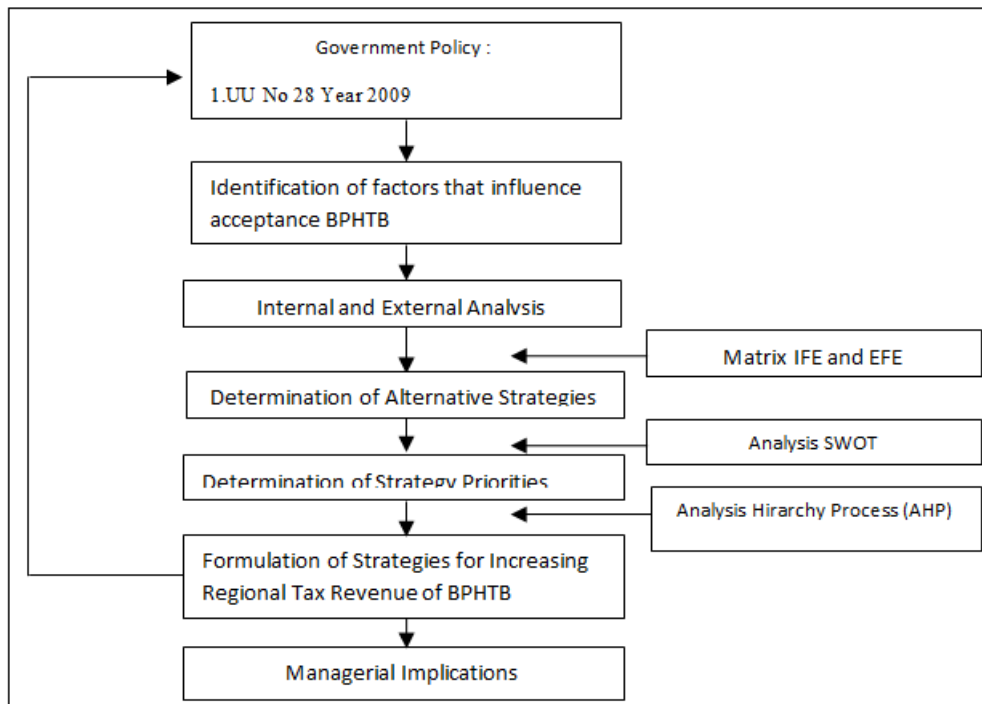 Government Policy :
1.UU No 28 Year 2009
Identification of factors that influence
acceptance BPHTB
Internal and External Analysis
Matrix IFE and EFE
Determination of Alternative Strategies
Analysis SWOT
Determination of Strategy Priorities
Analysis Hirarchy Process (AHP)
Formulation of Strategies for Increasing
Regional Tax Revenue of BPHTB
Managerial Implications